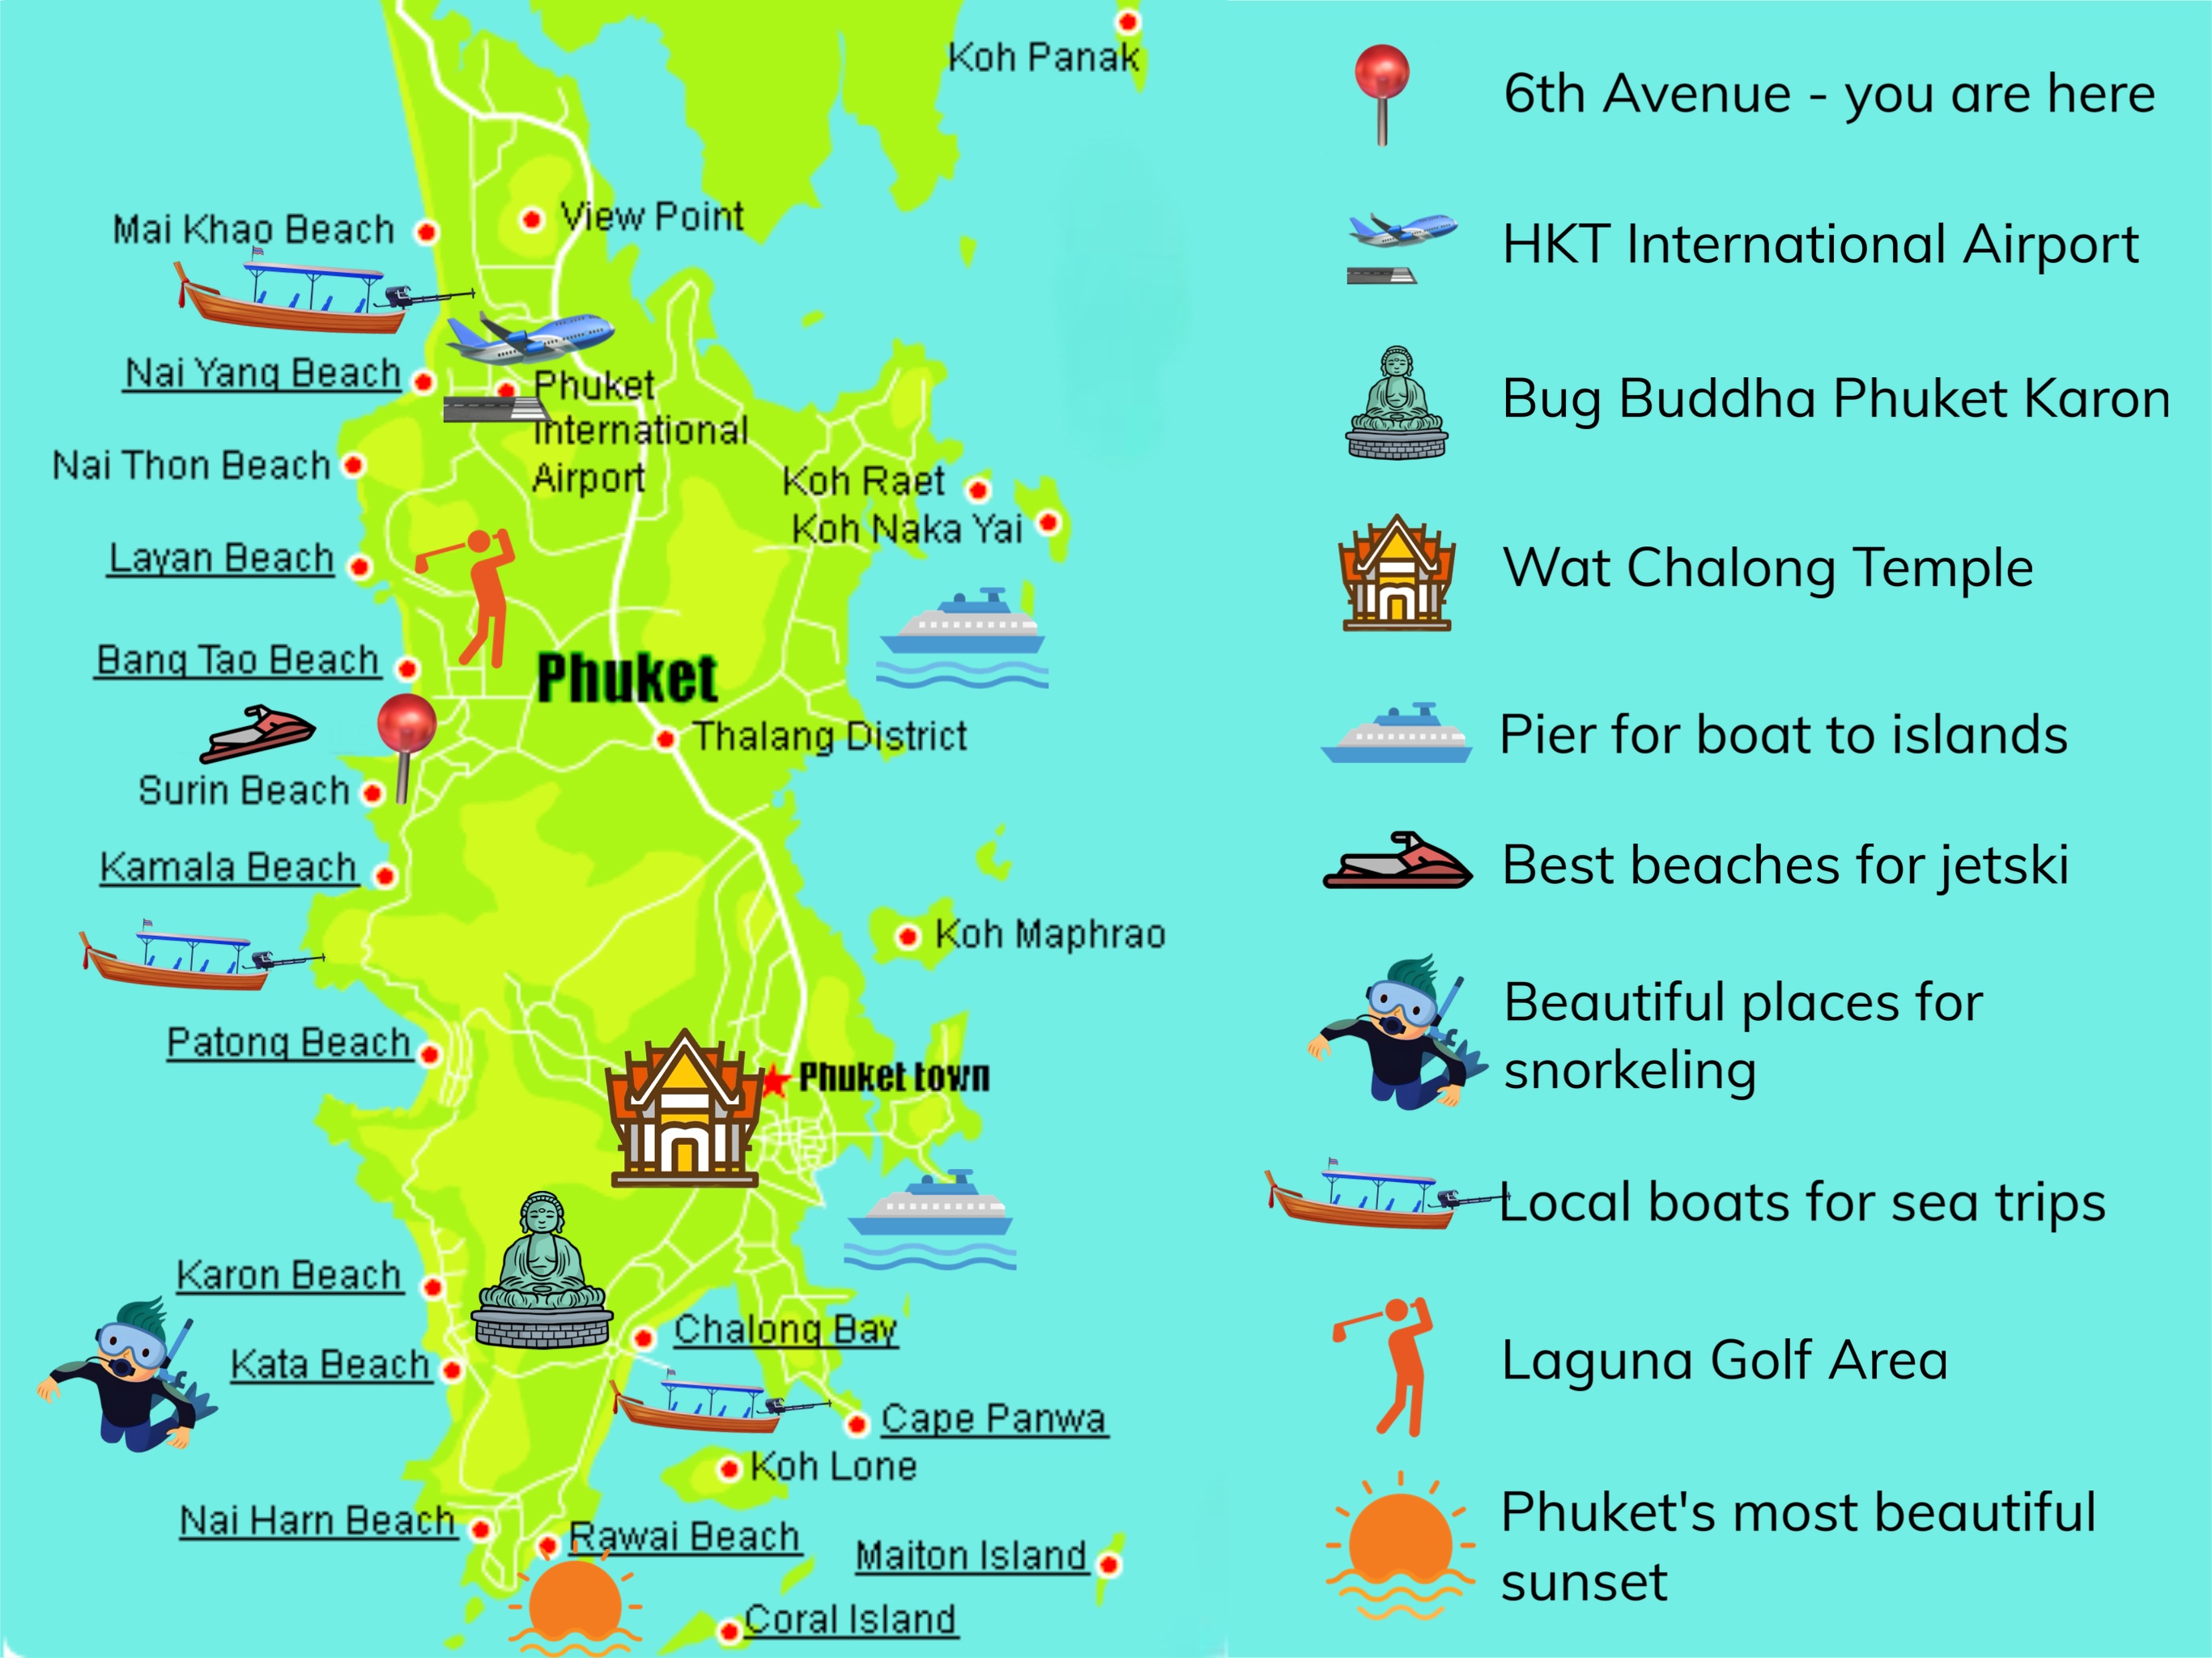 Koh Panak
Mai Khao Beach
View Point
Nai Yang Beach
Phuket
International
Airport
Nai Thon Beach
Koh Raet
Koh Naka Yai
Layan Beach
Bang Tao Beach
Phuket
Thalang District
Surin Beach
Kamala Beach
Koh Maphrao
Patong Beach
Phuket town
Karon Beach
Chalong Bay
Kata Beach
Cape Panwa
Koh Lone
Nai Harn Beach
Rawai Beach
Maiton Island
Coral Island
6th Avenue - you are here
HKT International Airport
Bug Buddha Phuket Karon
Wat Chalong Temple
Pier for boat to islands
Best beaches for jetski
Beautiful places for
snorkeling
Local boats for sea trips
Laguna Golf Area
Phuket's most beautiful
sunset